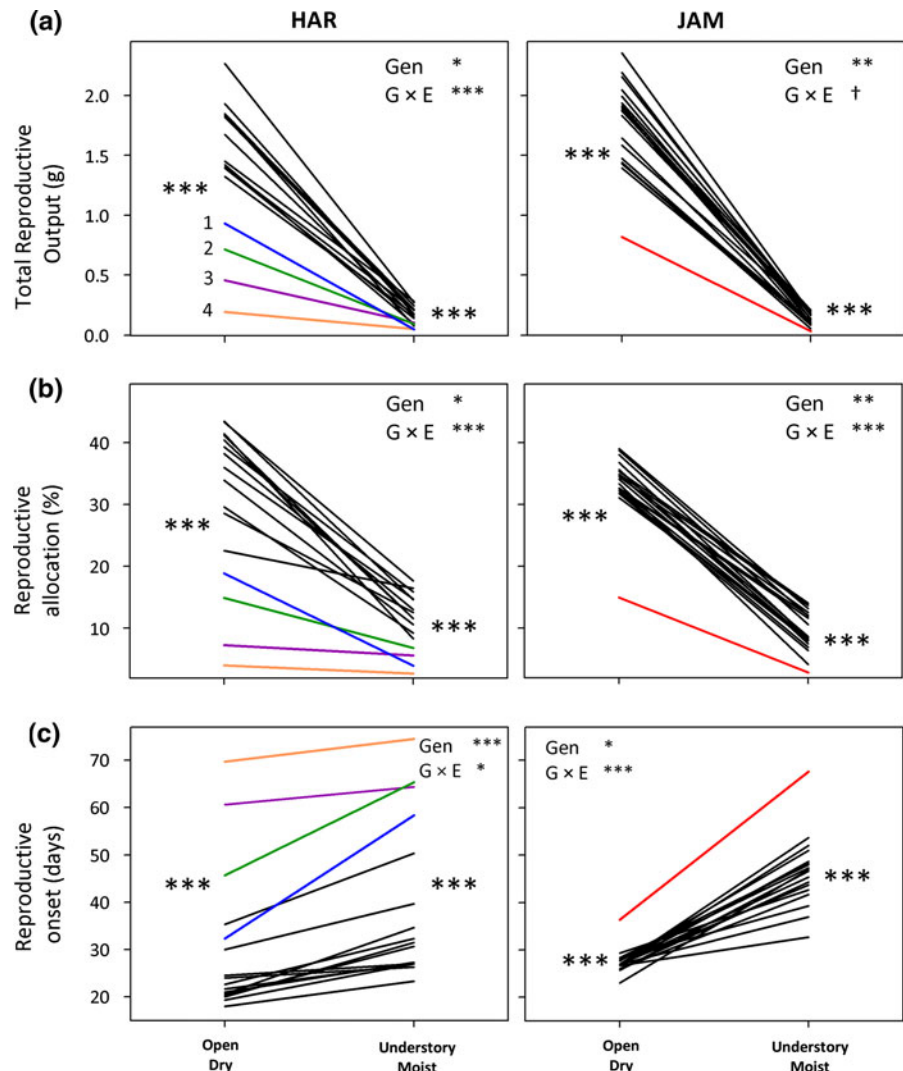 HAR
JAM
(a)
Total Reproductive
Output (g)
2.0
1.5
1.0
0.5
0.0
Gen *
G × E ***
***
1
2
3
4
***
Gen **
G × E †
***
***
(b)
Reproductive
allocation (%)
40
30
20
10
Gen *
G × E ***
***
***
Gen **
G × E ***
***
***
(c)
Reproductive
onset (days)
70
60
50
40
30
20
Gen ***
G × E *
***
***
Gen *
G × E ***
***
***
Open
Dry
Understory
Moist
Open
Dry
Understory
Moist